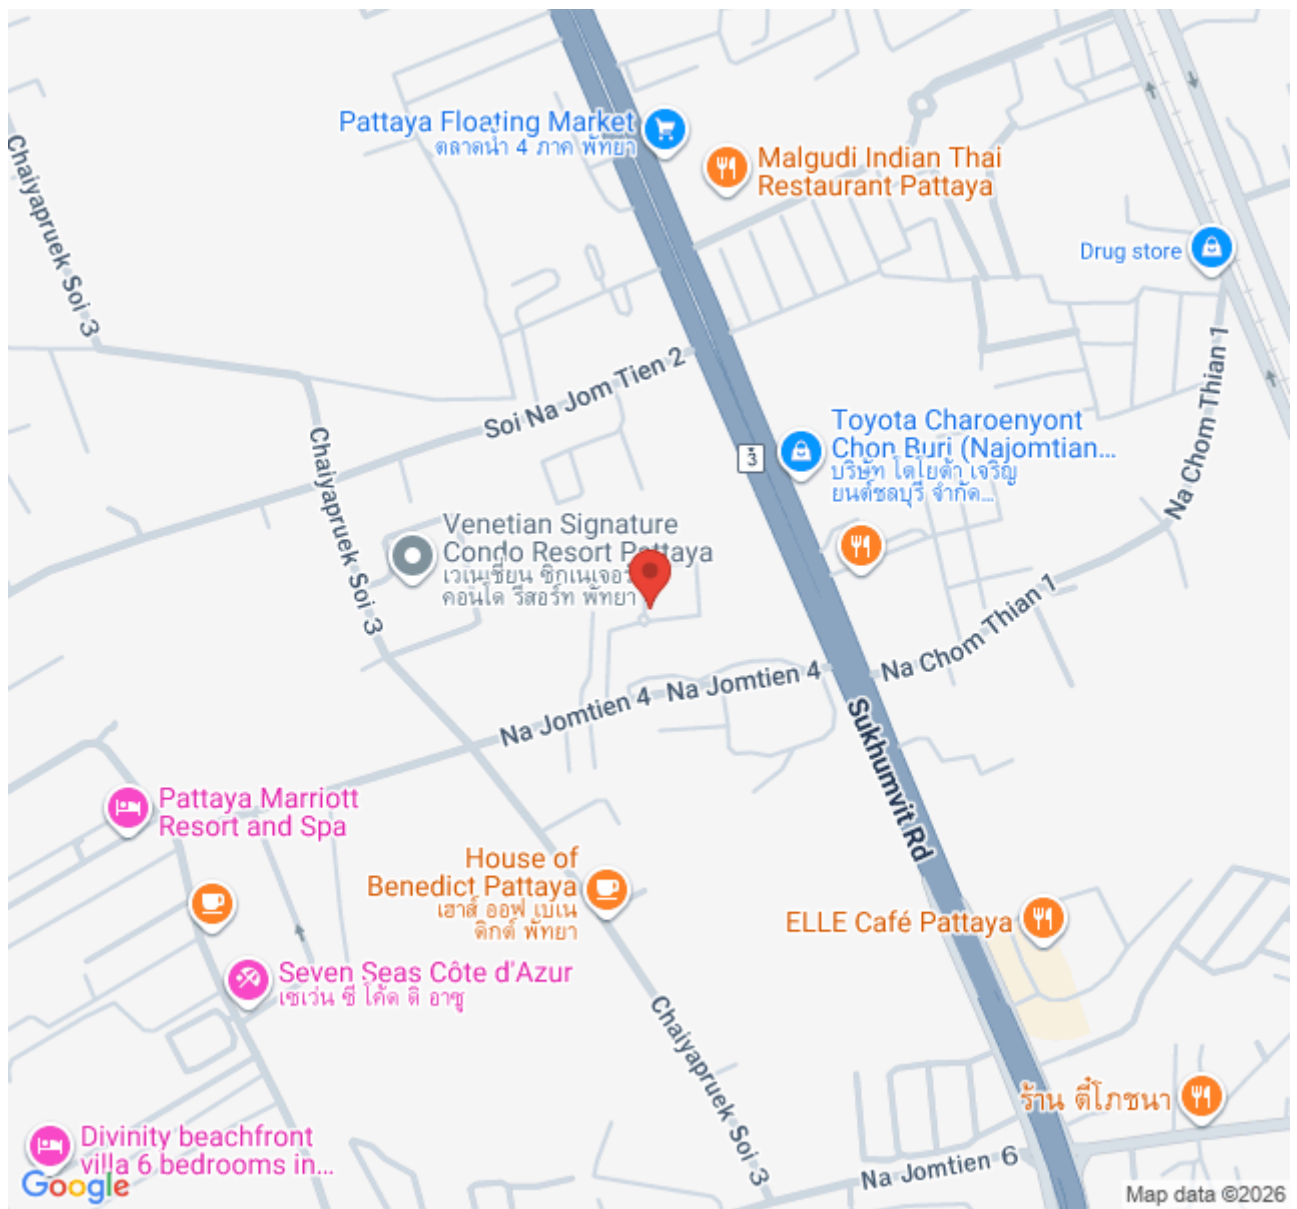 Pattaya Floating Market
ตลาดน้ำ 4 ภาค พัทยา
Malgudi Indian Thai
Restaurant Pattaya
Chaiyapruek Soi 3
Drug store
Soi Na Jom Tien 2
Na Chom Thian 1
Toyota Charoenyont
Chon Buri (Najomtian...
บริษัท โตโยต้า เจริญ
ยนต์ชลบุรี จำกัด...
3
Chaiyapruek Soi 3
Venetian Signature
Condo Resort Pattaya
เวเนเชี่ยน ซิกเนเจอร์
คอนโด รีสอร์ท พัทยา
Na Chom Thian 1
Na Jomtien 4
Na Jomtien 4
Sukhumvit Rd
Pattaya Marriott
Resort and Spa
House of
Benedict Pattaya
เฮาส์ ออฟ เบเน
ดิกต์ พัทยา
ELLE Café Pattaya
Seven Seas Côte d'Azur
เซเว่น ซี โค้ด ดิ อาซู
Chaiyapruek Soi 3
ร้าน ตี๋โภชนา
Divinity beachfront
villa 6 bedrooms in...
Na Jomtien 6
Google
Map data ©2026